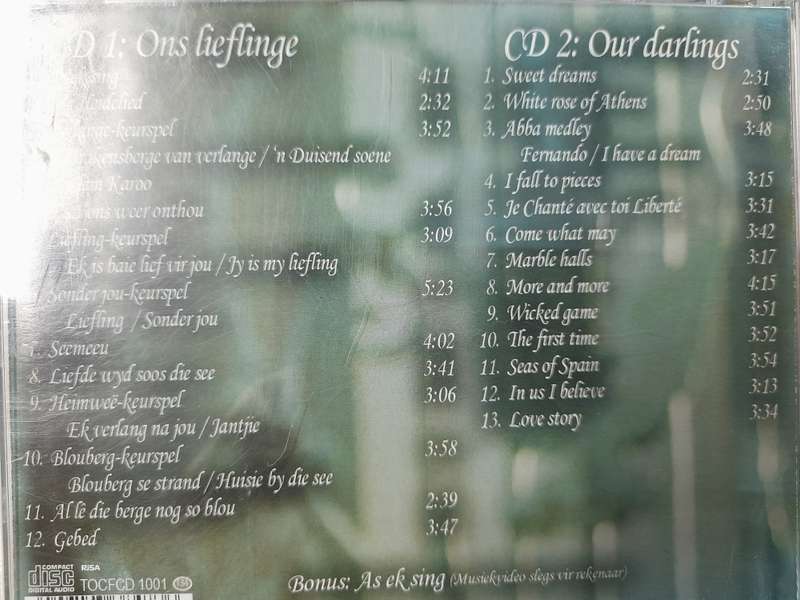 D 1: Ons lieflinge
sing 4:11
lied 2:32
-keurspel 3:52
berge van verlange / 'n Duisend soene
Karoo
ons weer onthou 3:56
Liefling-keurspel 3:09
Ek is baie lief vir jou / Jy is my liefling
Sonder jou-keurspel 5:23
Liefling / Sonder jou
7. Seemeeu 4:02
8. Liefde wyd soos die see 3:41
9. Heimweë-keurspel 3:06
Ek verlang na jou / Jantjie
10. Blouberg-keurspel 3:58
Blouberg se strand / Huisie by die see
11. Al lê die berge nog so blou 2:39
12. Gebed 3:47
CD 2: Our darlings
1. Sweet dreams 2:31
2. White rose of Athens 2:50
3. Abba medley 3:48
Fernando / I have a dream
4. I fall to pieces 3:15
5. Je Chanté avec toi Liberté 3:31
6. Come what may 3:42
7. Marble halls 3:17
8. More and more 4:15
9. Wicked game 3:51
10. The first time 3:52
11. Seas of Spain 3:54
12. In us I believe 3:13
13. Love story 3:34
COMPACT disc DIGITAL AUDIO
RISA
TOCFCD 1001
Bonus: As ek sing (Musiekvideo slegs vir rekenaar)